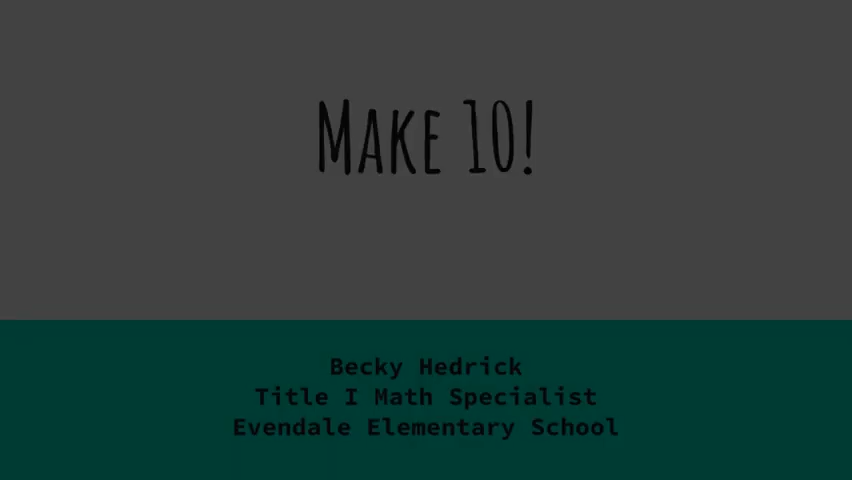 Make 10!
Becky Hedrick
Title I Math Specialist
Evendale Elementary School